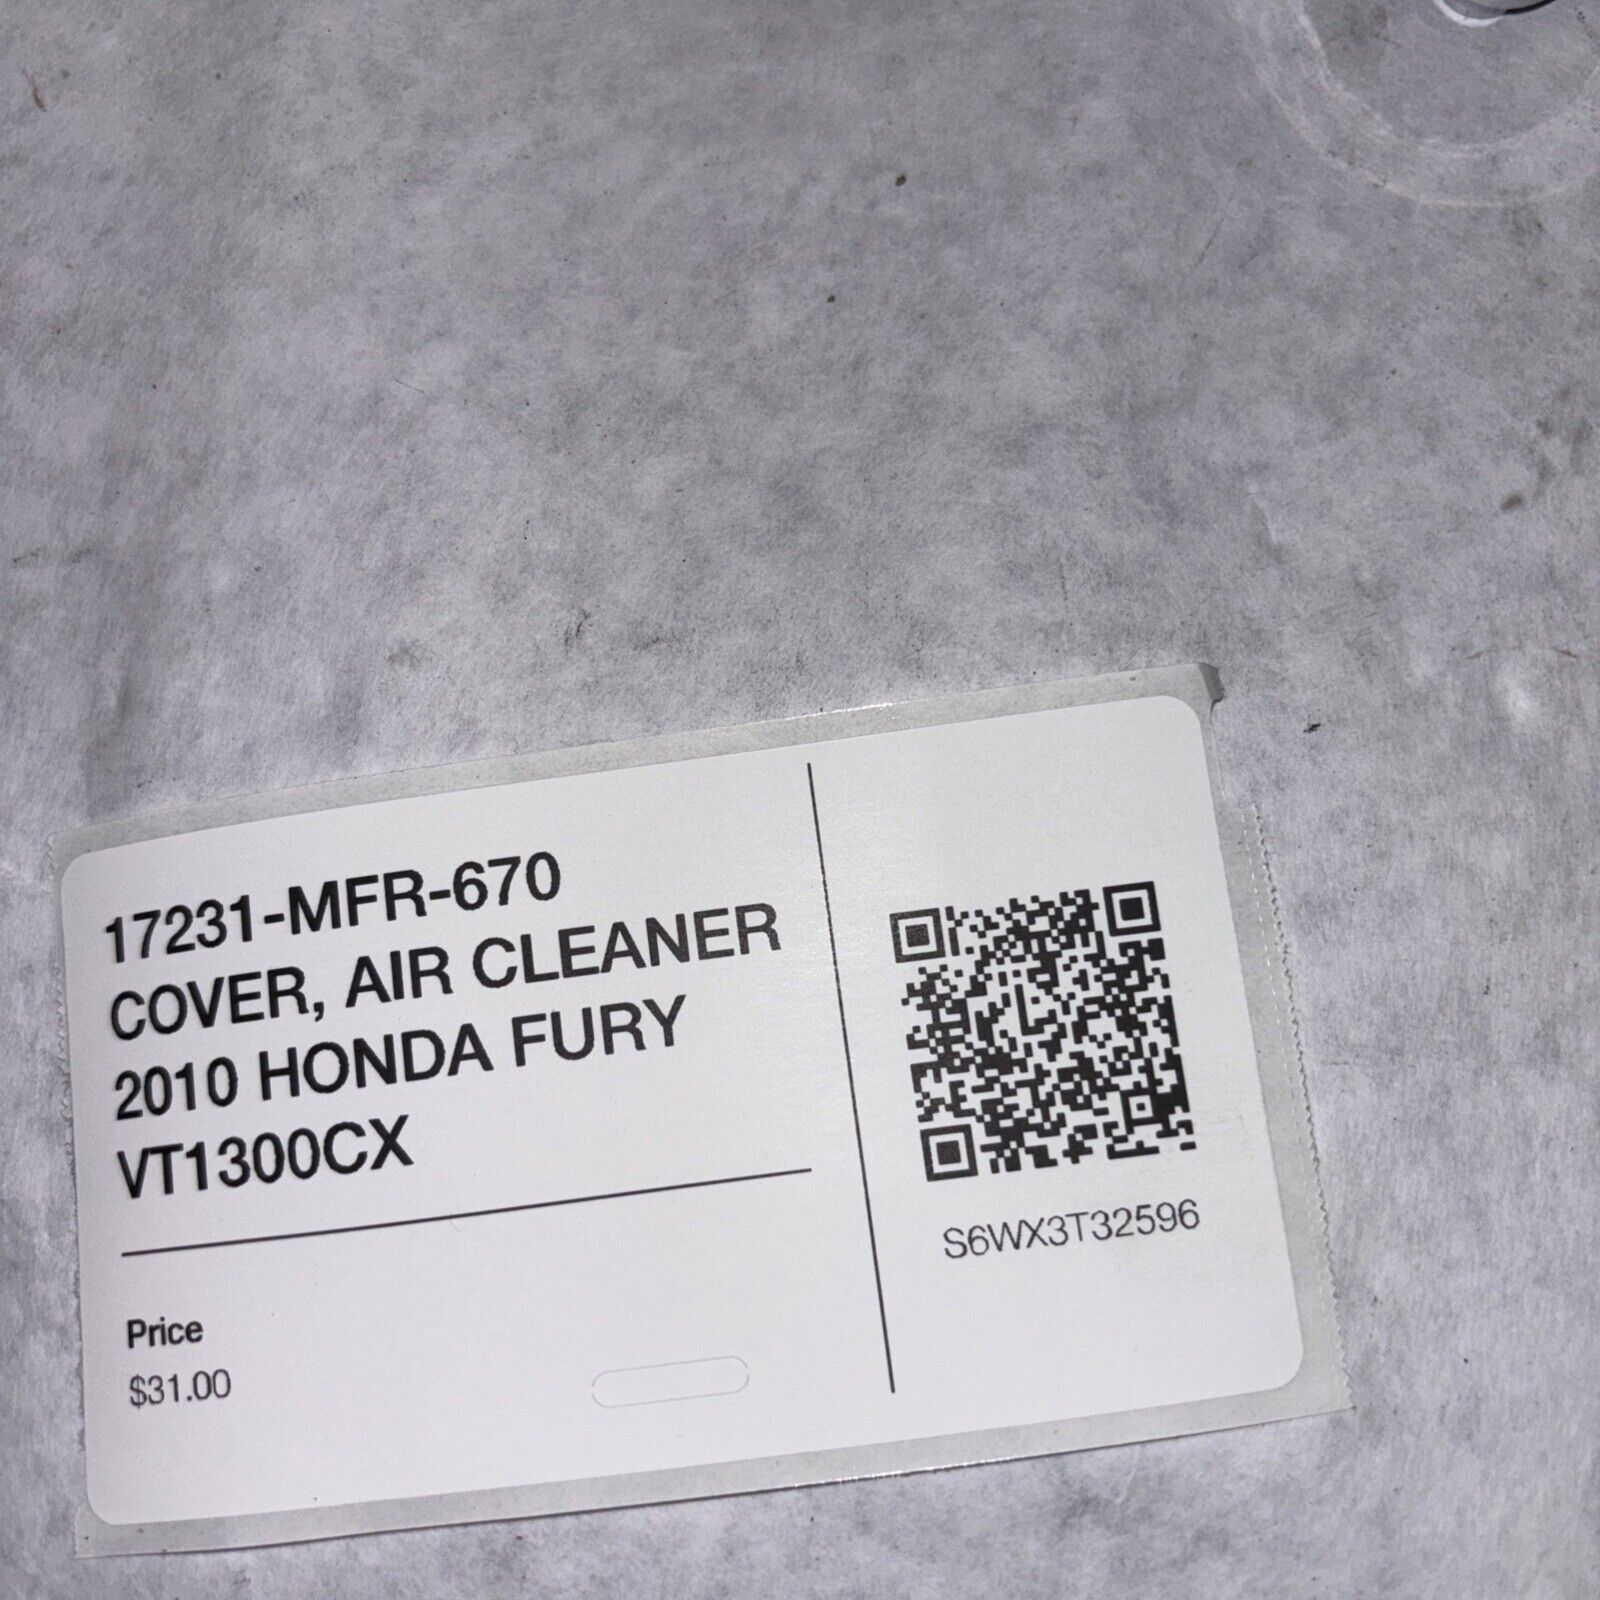 17231-MFR-670
COVER, AIR CLEANER
2010 HONDA FURY
VT1300CX
Price
$31.00
S6WX3T32596